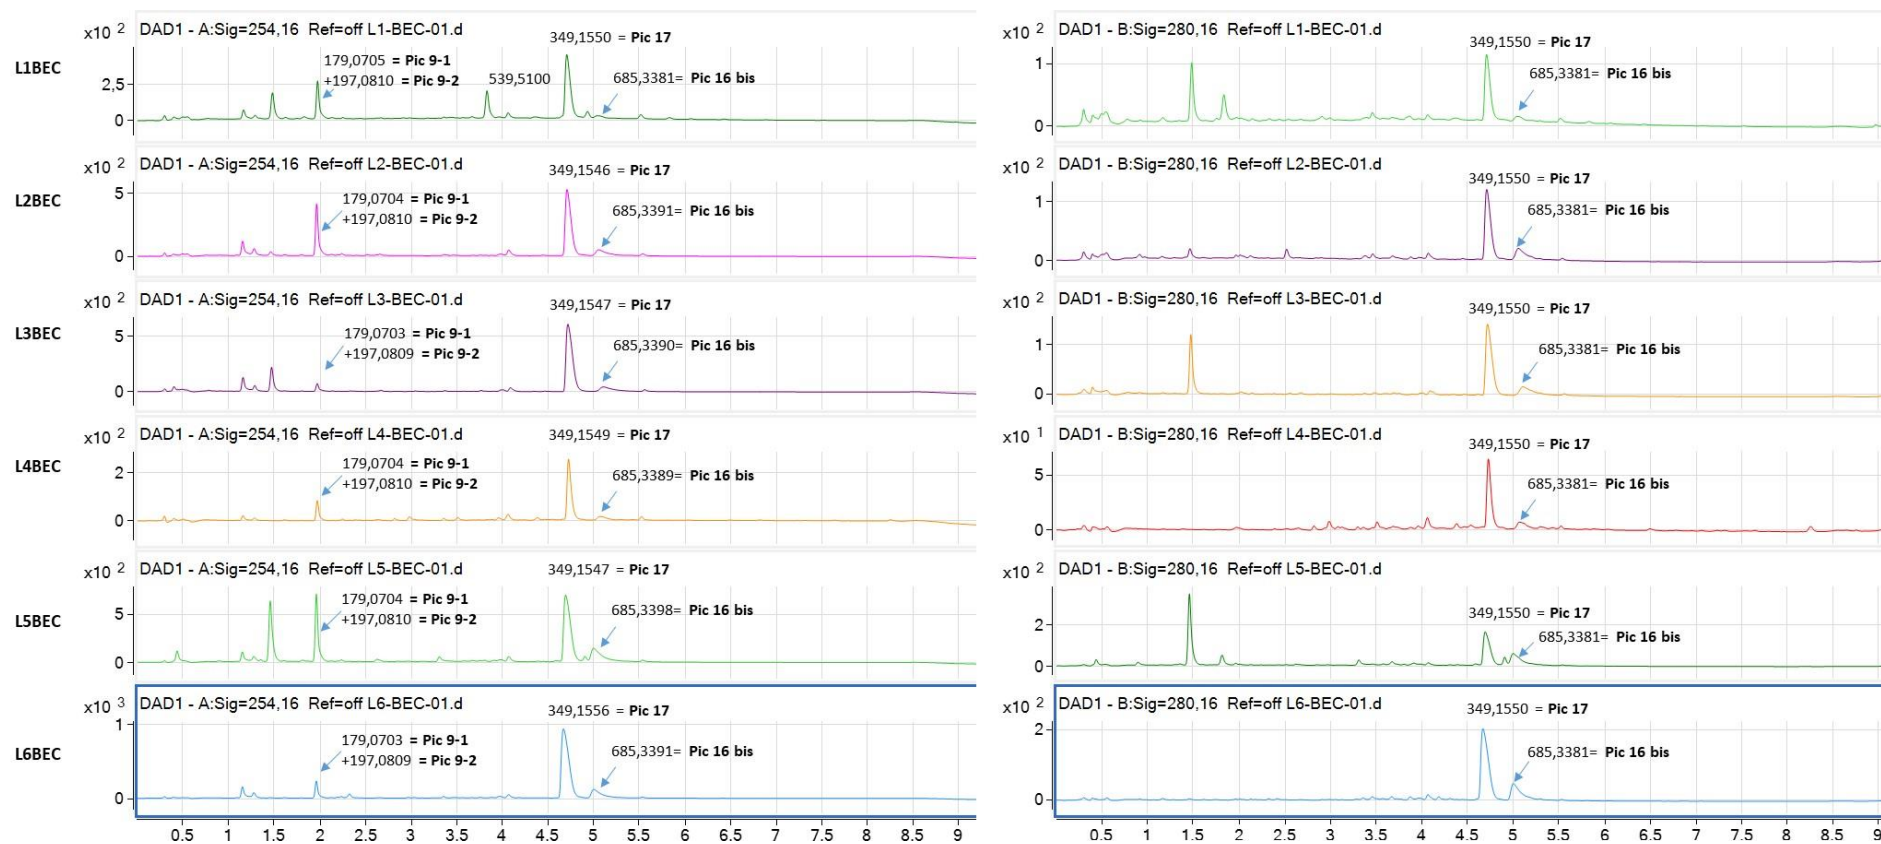 L1BEC
x10 2 DAD1 - A:Sig=254,16 Ref=off L1-BEC-01.d
349,1550 = Pic 17
179,0705 = Pic 9-1
+197,0810 = Pic 9-2
539,5100
685,3381= Pic 16 bis
2,5
0
x10 2 DAD1 - B:Sig=280,16 Ref=off L1-BEC-01.d
349,1550 = Pic 17
685,3381= Pic 16 bis
1
0
L2BEC
x10 2 DAD1 - A:Sig=254,16 Ref=off L2-BEC-01.d
349,1546 = Pic 17
179,0704 = Pic 9-1
+197,0810 = Pic 9-2
685,3391= Pic 16 bis
5
0
x10 2 DAD1 - B:Sig=280,16 Ref=off L2-BEC-01.d
349,1550 = Pic 17
685,3381= Pic 16 bis
1
0
L3BEC
x10 2 DAD1 - A:Sig=254,16 Ref=off L3-BEC-01.d
349,1547 = Pic 17
179,0703 = Pic 9-1
+197,0809 = Pic 9-2
685,3390= Pic 16 bis
5
0
x10 2 DAD1 - B:Sig=280,16 Ref=off L3-BEC-01.d
349,1550 = Pic 17
685,3381= Pic 16 bis
1
0
L4BEC
x10 2 DAD1 - A:Sig=254,16 Ref=off L4-BEC-01.d
349,1549 = Pic 17
179,0704 = Pic 9-1
+197,0810 = Pic 9-2
685,3389= Pic 16 bis
2
0
x10 1 DAD1 - B:Sig=280,16 Ref=off L4-BEC-01.d
349,1550 = Pic 17
685,3381= Pic 16 bis
5
0
L5BEC
x10 2 DAD1 - A:Sig=254,16 Ref=off L5-BEC-01.d
349,1547 = Pic 17
179,0704 = Pic 9-1
+197,0810 = Pic 9-2
685,3398= Pic 16 bis
5
0
x10 2 DAD1 - B:Sig=280,16 Ref=off L5-BEC-01.d
349,1550 = Pic 17
685,3381= Pic 16 bis
2
0
L6BEC
x10 3 DAD1 - A:Sig=254,16 Ref=off L6-BEC-01.d
349,1556 = Pic 17
179,0703 = Pic 9-1
+197,0809 = Pic 9-2
685,3391= Pic 16 bis
1
0
x10 2 DAD1 - B:Sig=280,16 Ref=off L6-BEC-01.d
349,1550 = Pic 17
685,3381= Pic 16 bis
2
0
0.5 1 1.5 2 2.5 3 3.5 4 4.5 5 5.5 6 6.5 7 7.5 8 8.5 9
0.5 1 1.5 2 2.5 3 3.5 4 4.5 5 5.5 6 6.5 7 7.5 8 8.5 9